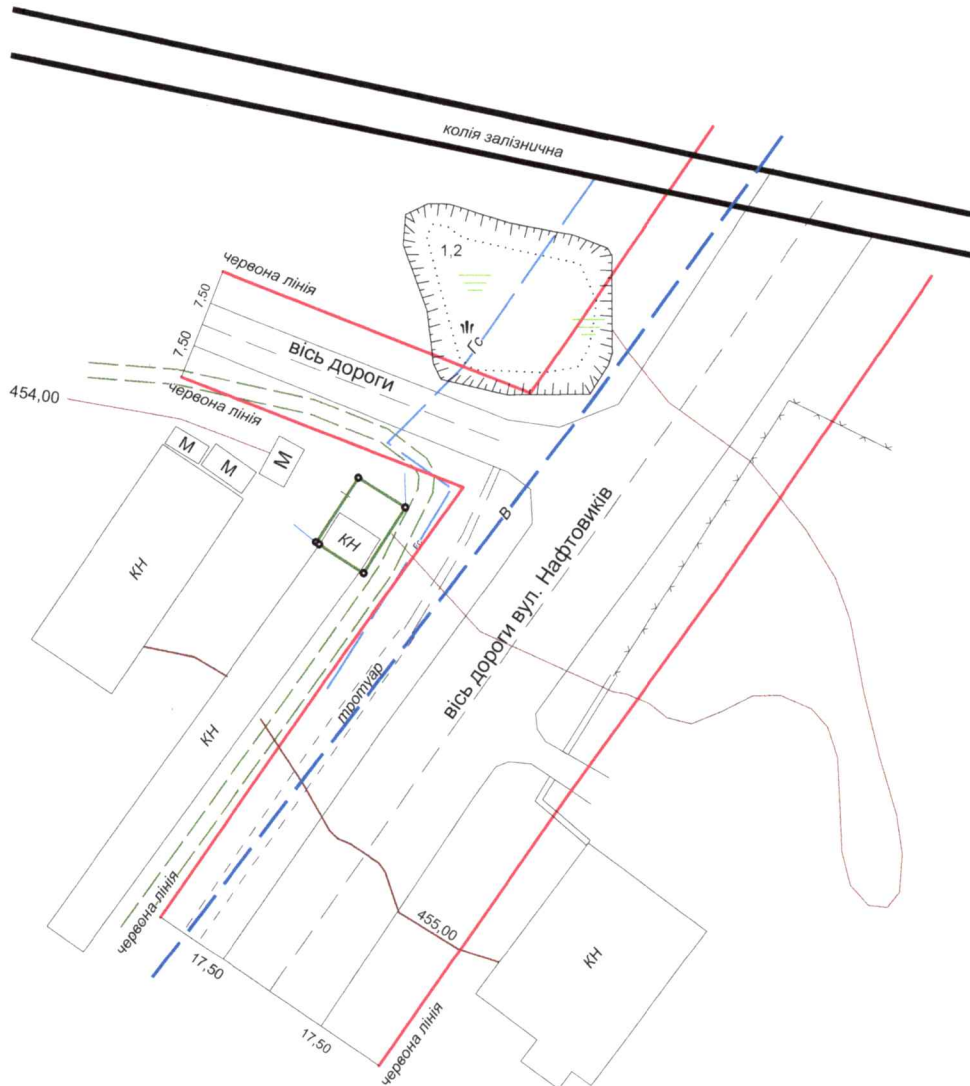 колія залізнична
1,2
червона лінія
7,50
7,50
Гс
вісь дороги
червона лінія
454,00
М
М
М
КН
КН
В
вісь дороги вул. Нафтовиків
тротуар
КН
червона лінія
455,00
КН
17,50
17,50
червона лінія